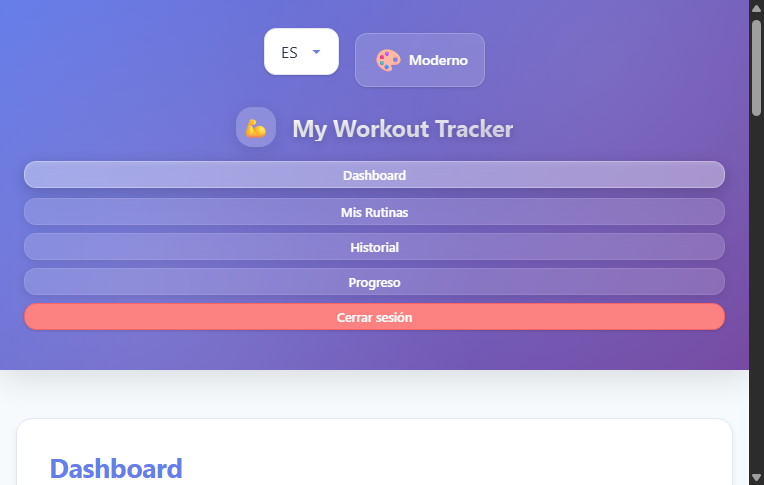 ES
Moderno
My Workout Tracker
Dashboard
Mis Rutinas
Historial
Progreso
Cerrar sesión
Dashboard